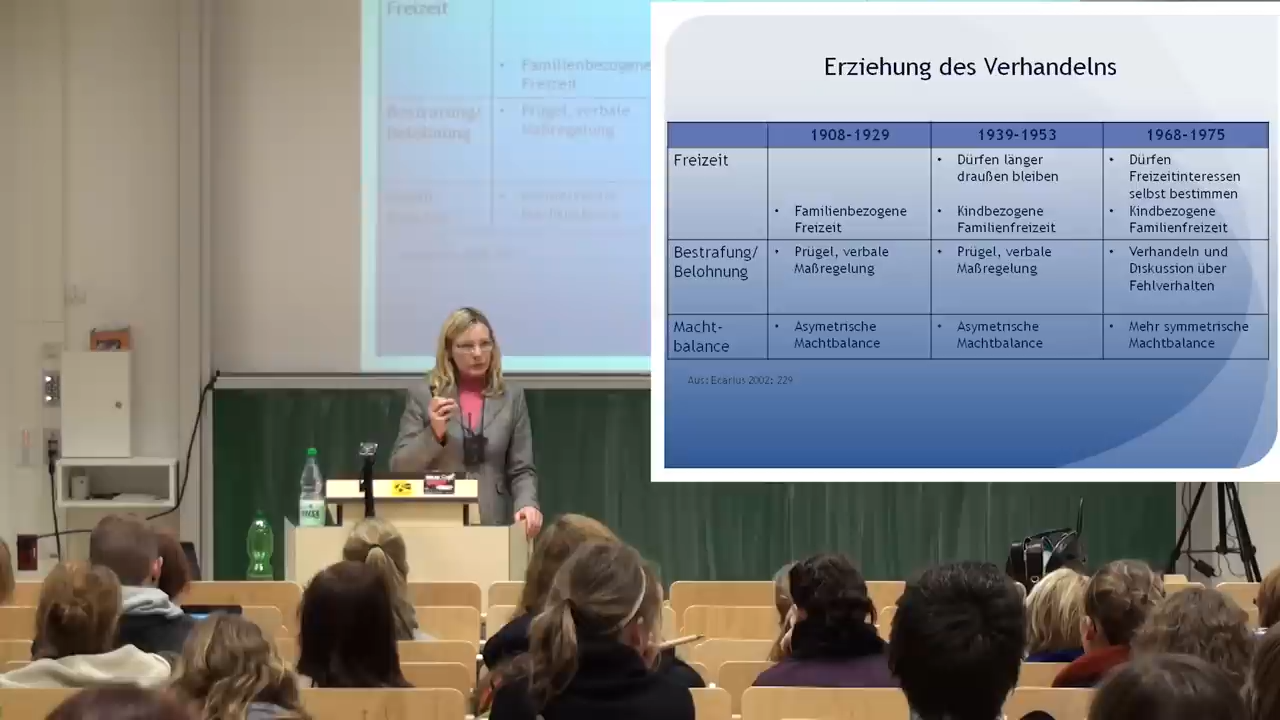 Freizeit
Familienbezogene
Freizeit
Bestrafung/
Belohnung
Prügel, verbale
Maßregelung
Erziehung des Verhandelns
1908-1929 1939-1953 1968-1975
Freizeit
• Dürfen länger
draußen bleiben
• Dürfen
Freizeitinteressen
selbst bestimmen
• Familienbezogene
Freizeit
• Kindbezogene
Familienfreizeit
• Kindbezogene
Familienfreizeit
Bestrafung/
Belohnung
• Prügel, verbale
Maßregelung
• Prügel, verbale
Maßregelung
• Verhandeln und
Diskussion über
Fehlverhalten
Macht-
balance
• Asymetrische
Machtbalance
• Asymetrische
Machtbalance
• Mehr symmetrische
Machtbalance
Aus: Ecarius 2002: 229